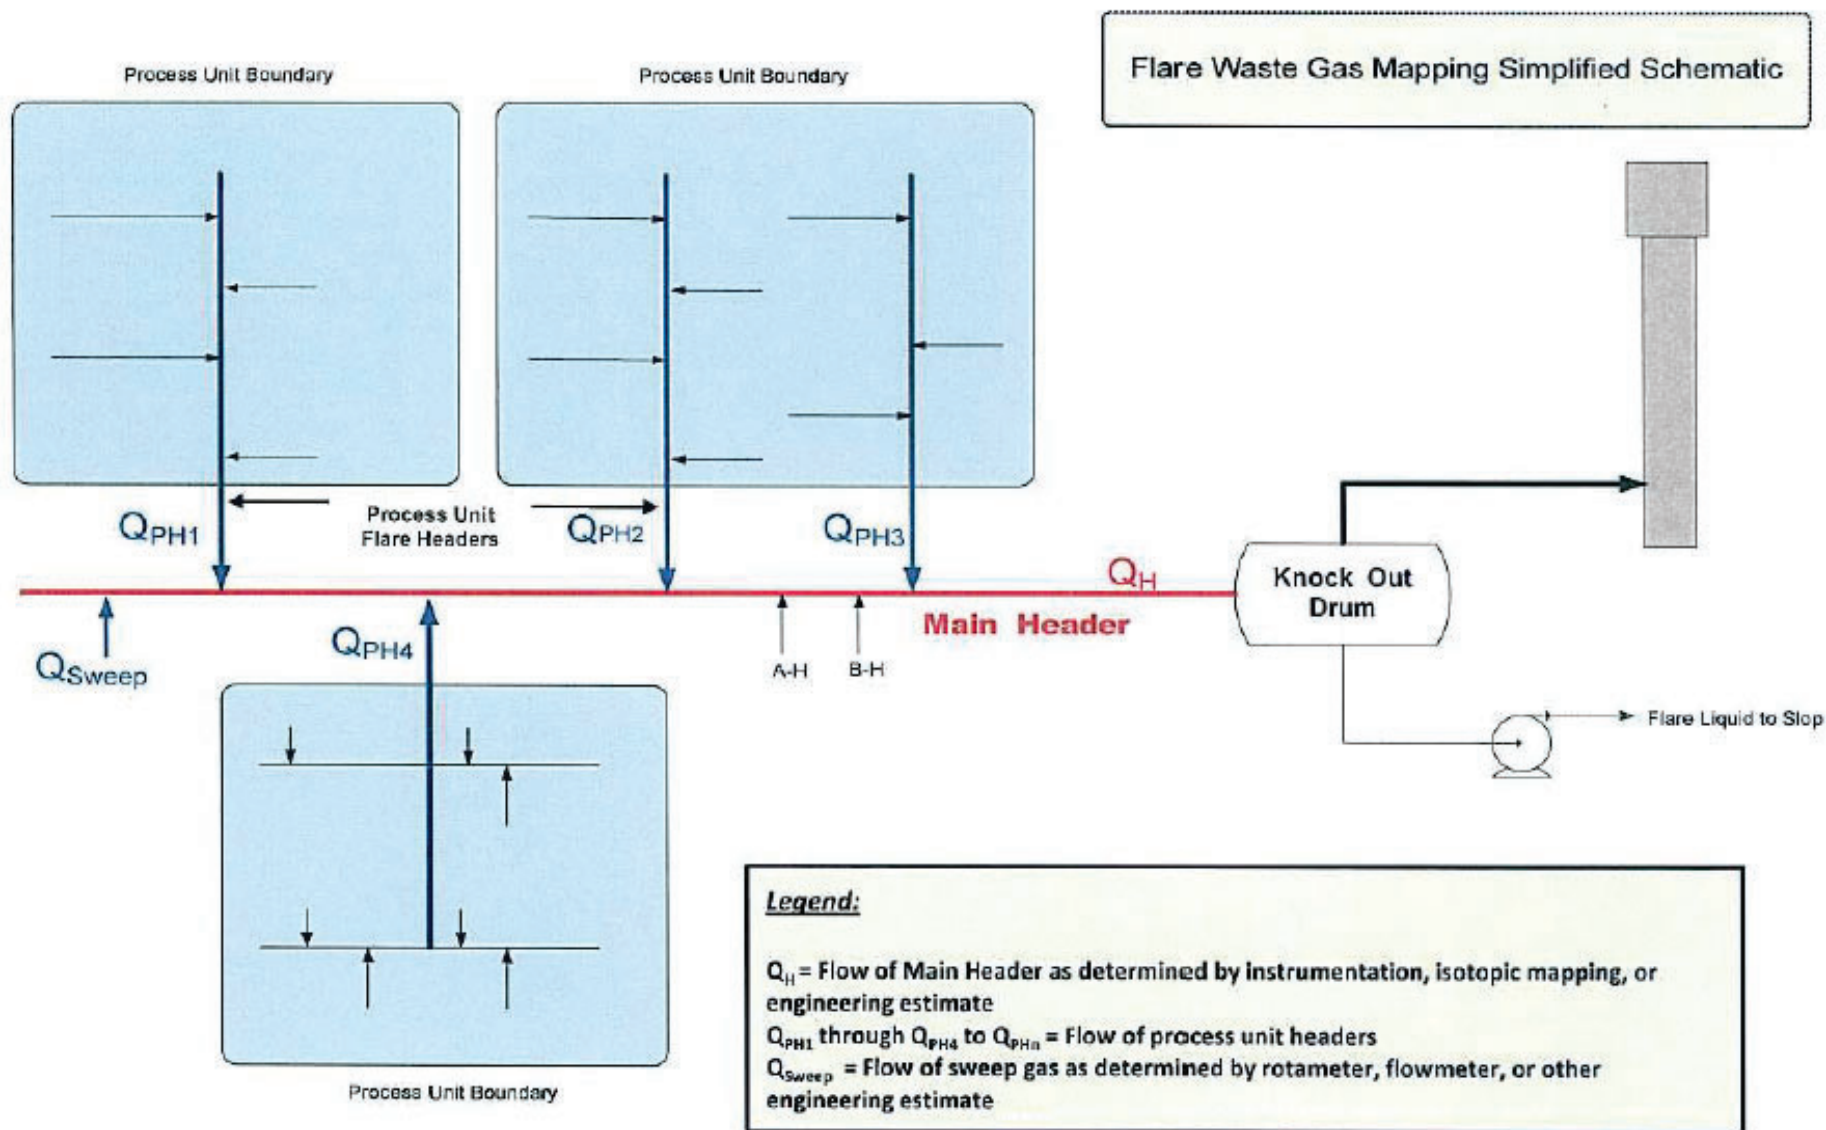 Flare Waste Gas Mapping Simplified Schematic
Process Unit Boundary
Process Unit Boundary
QPH1
Process Unit
Flare Headers
QPH2
QPH3
QH
Main Header
Knock Out
Drum
QSweep
QPH4
A-H
B-H
Flare Liquid to Slop
Process Unit Boundary
Legend:
QH = Flow of Main Header as determined by instrumentation, isotopic mapping, or
engineering estimate
QPH1 through QPH4 to QPHn = Flow of process unit headers
QSweep = Flow of sweep gas as determined by rotameter, flowmeter, or other
engineering estimate